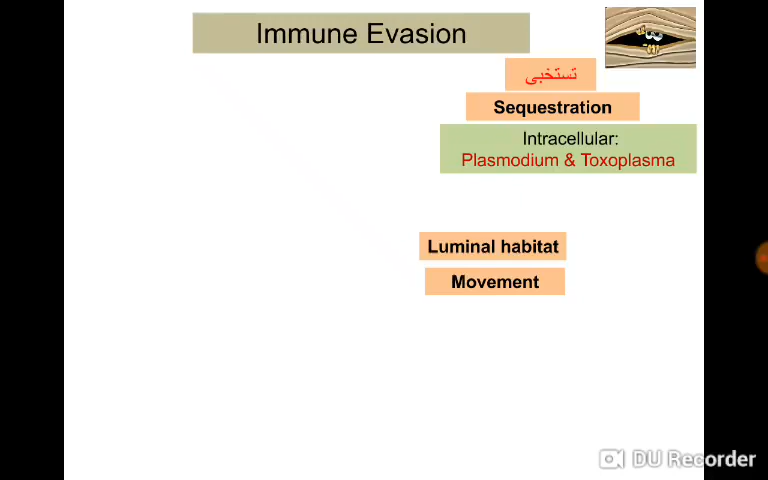 Immune Evasion
تستخبى
Sequestration
Intracellular:
Plasmodium & Toxoplasma
Luminal habitat
Movement
DU Recorder